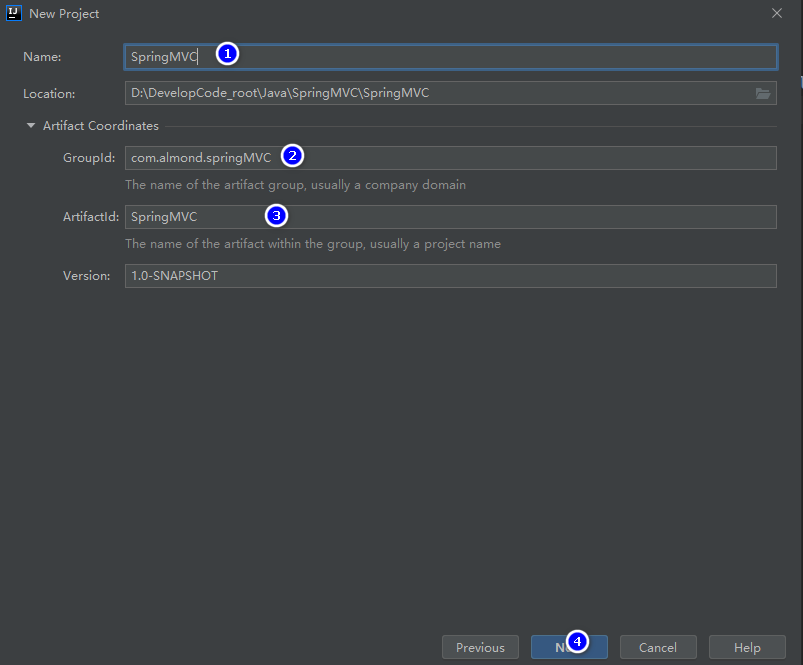 New Project
Name: SpringMVC 1
Location: D:\DevelopCode_root\Java\SpringMVC\SpringMVC
Artifact Coordinates
GroupId: com.almond.springMVC 2
The name of the artifact group, usually a company domain
ArtifactId: SpringMVC 3
The name of the artifact within the group, usually a project name
Version: 1.0-SNAPSHOT
Previous 4 Cancel Help